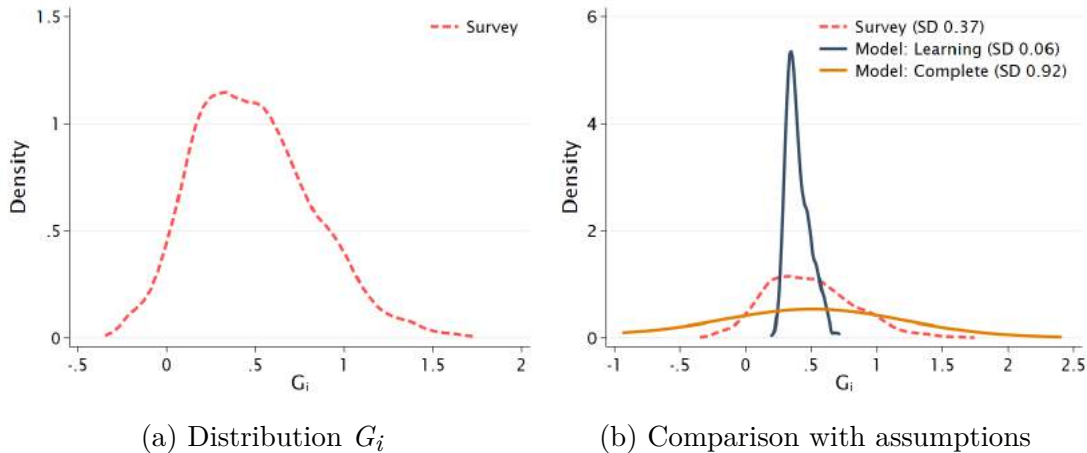 1.5
1
.5
0
Density
-.5 0 .5 1 1.5 2
Gᵢ
Survey
(a) Distribution Gᵢ
6
4
2
0
Density
-1 -.5 0 .5 1 1.5 2 2.5
Gᵢ
Survey (SD 0.37)
Model: Learning (SD 0.06)
Model: Complete (SD 0.92)
(b) Comparison with assumptions